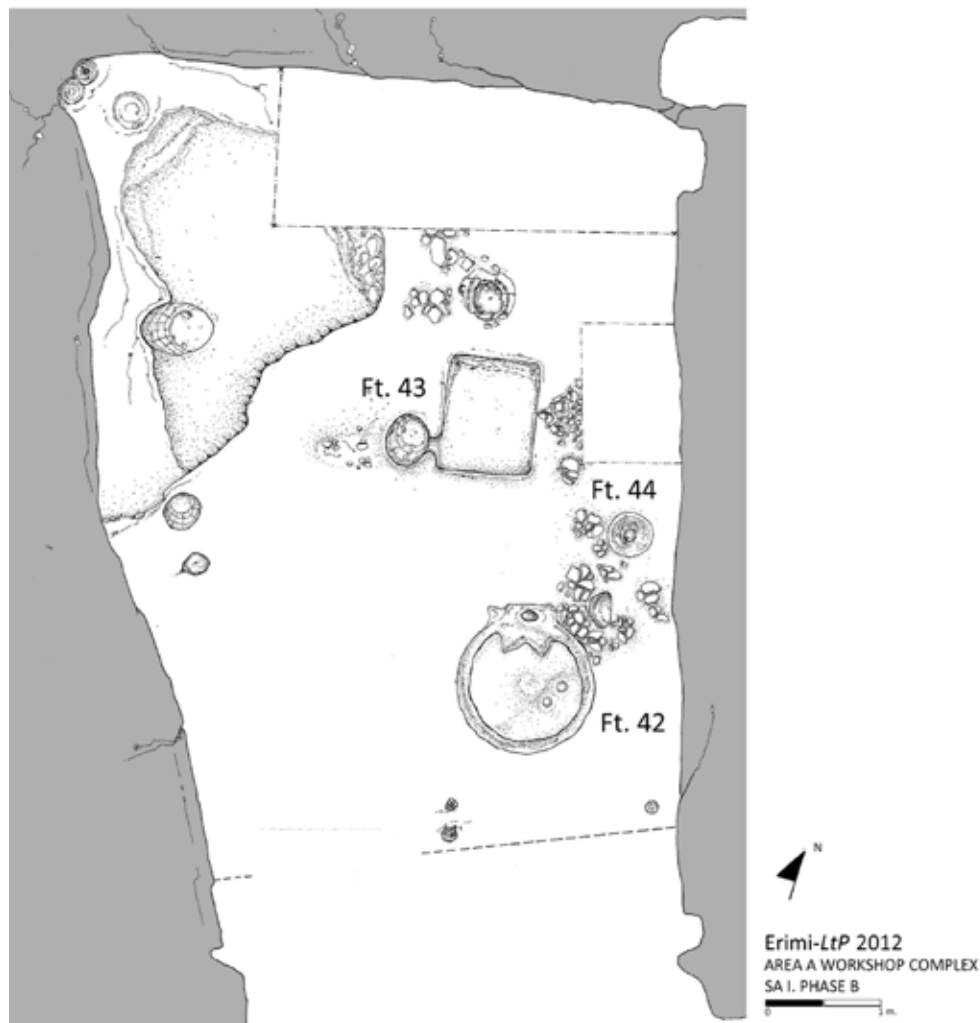 Ft. 43
Ft. 44
Ft. 42
N
Erimi-LtP 2012
AREA A WORKSHOP COMPLEX
SA I. PHASE B
0 1 m.